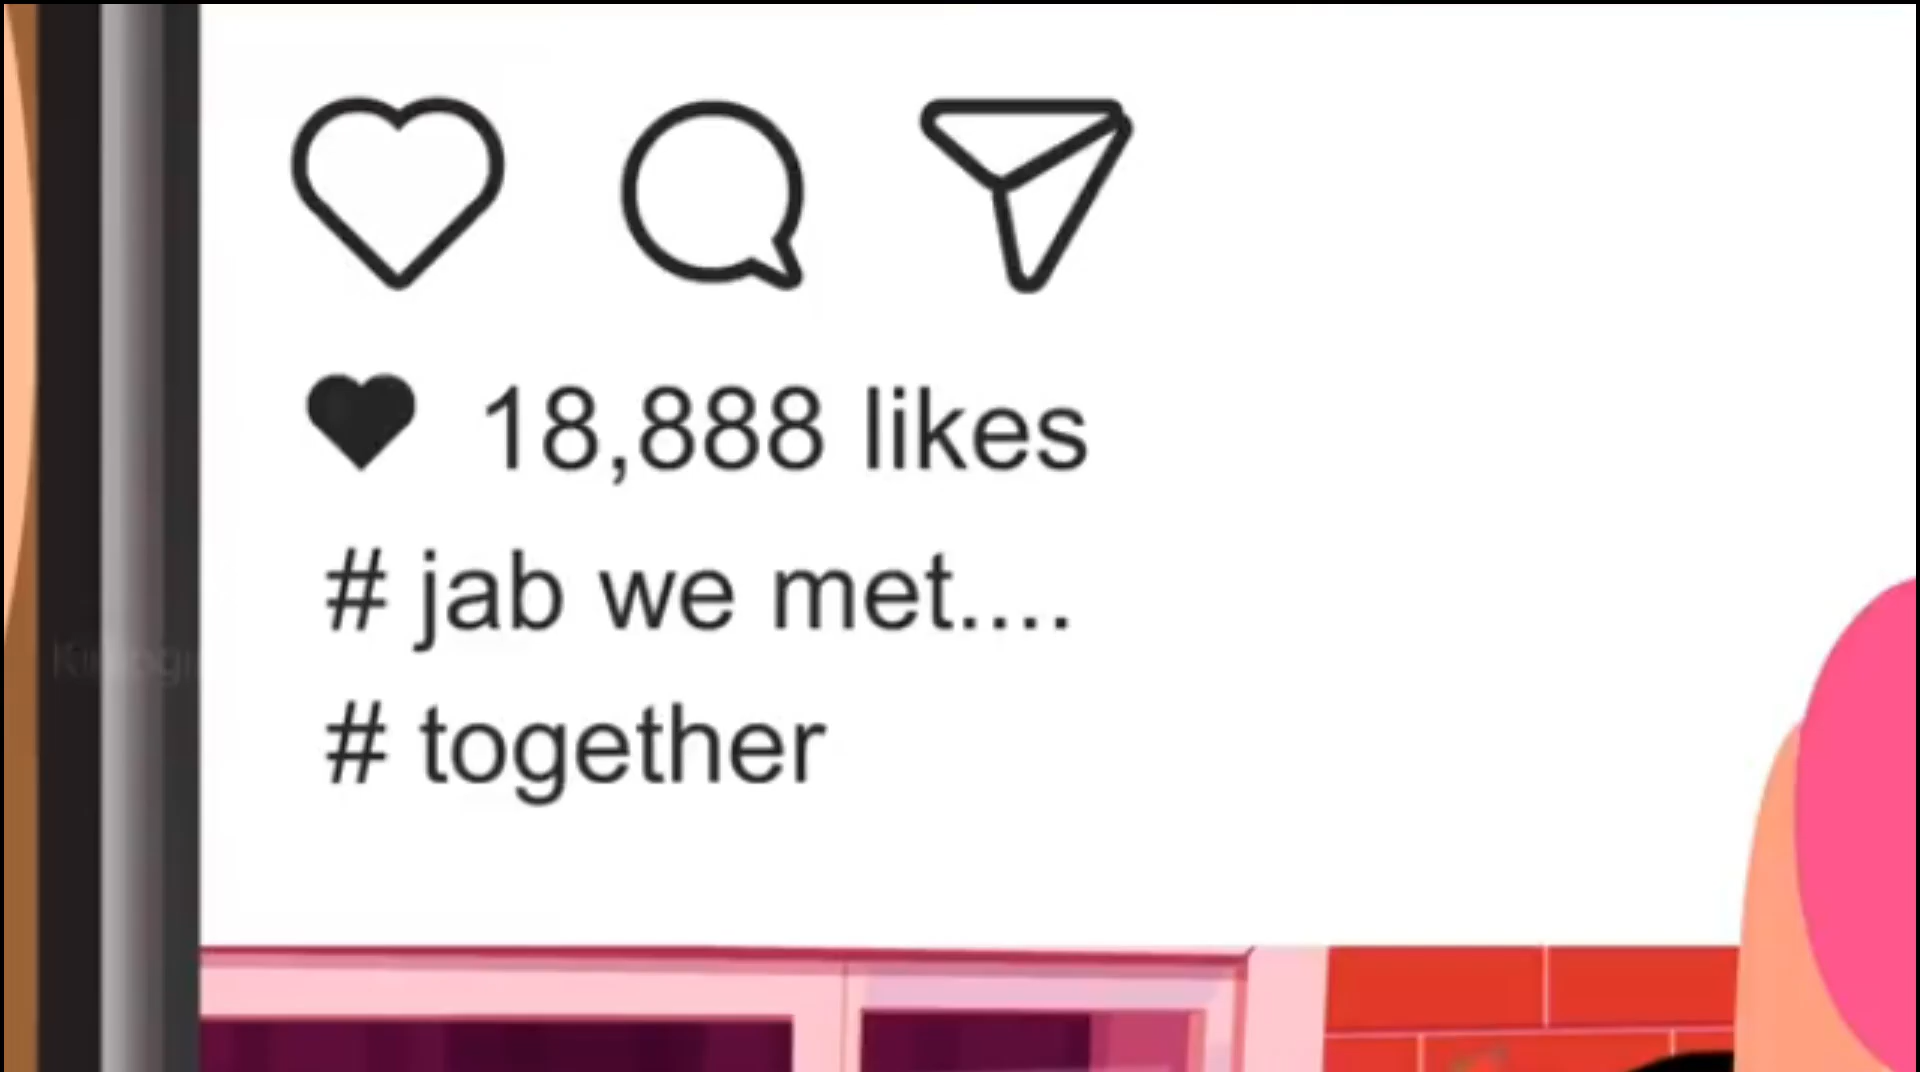 18,888 likes
# jab we met....
# together